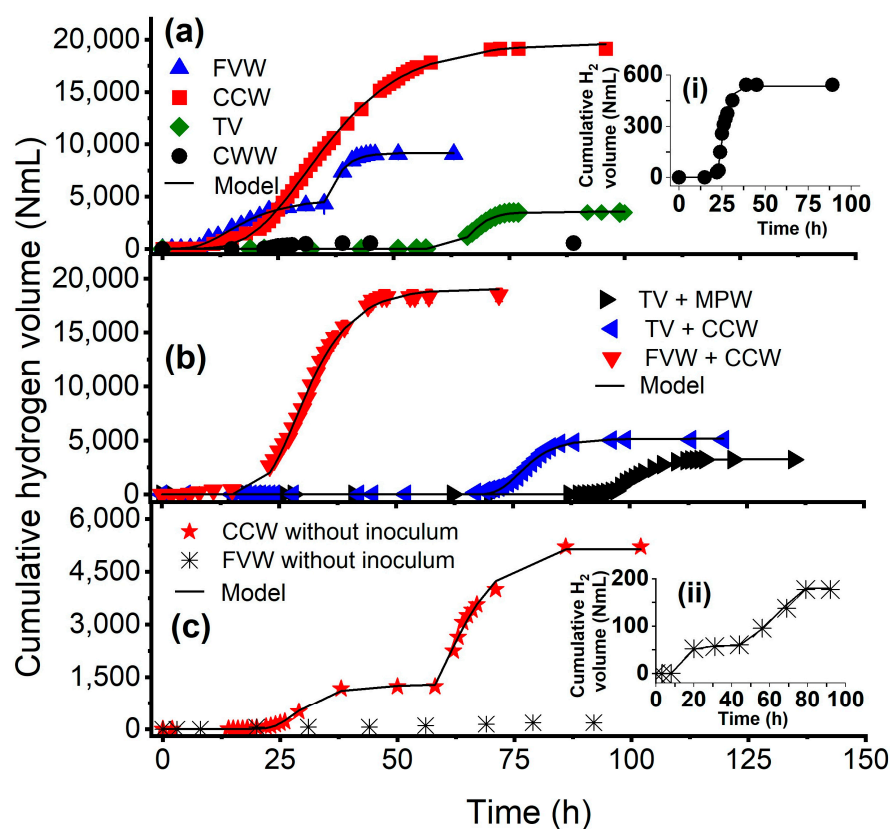 Cumulative hydrogen volume (NmL)
(a)
20,000
15,000
10,000
5,000
0
FVW
CCW
TV
CWW
Model
(i)
Cumulative H2
volume (NmL)
600
300
0
0 25 50 75 100
Time (h)
(b)
20,000
15,000
10,000
5,000
0
TV + MPW
TV + CCW
FVW + CCW
Model
(c)
6,000
4,500
3,000
1,500
0
CCW without inoculum
FVW without inoculum
Model
(ii)
Cumulative H2
volume (NmL)
200
100
0
0 20 40 60 80 100
Time (h)
0 25 50 75 100 125 150
Time (h)